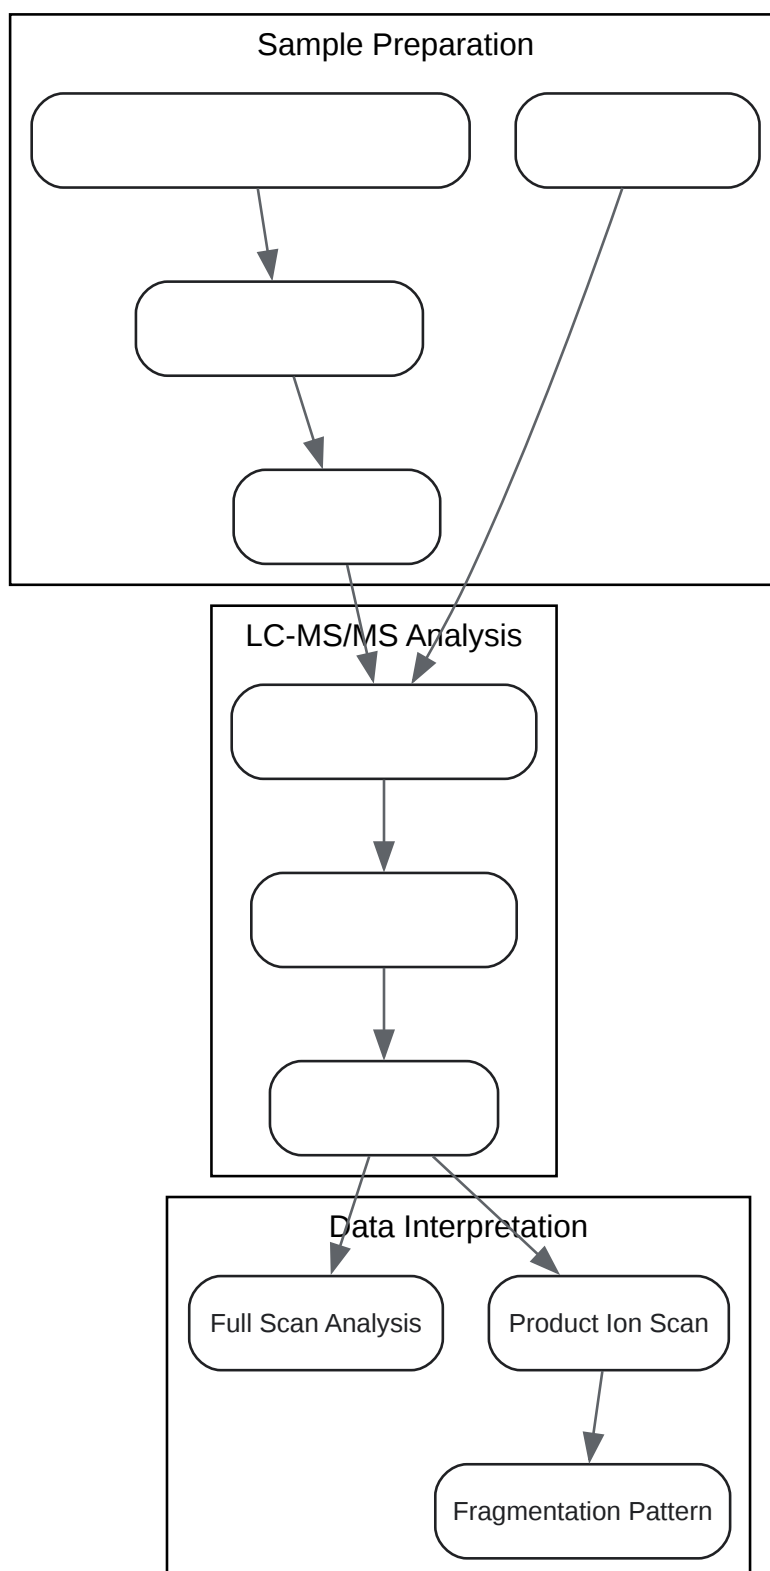 Sample Preparation
LC-MS/MS Analysis
Data Interpretation
Full Scan Analysis
Product Ion Scan
Fragmentation Pattern